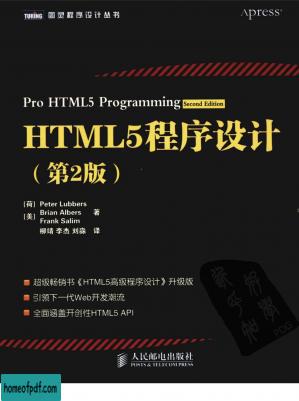 TURING 图灵程序设计丛书
Apress®
Pro HTML5 Programming Second Edition
HTML5程序设计
（第2版）
[荷] Peter Lubbers
[美] Brian Albers 著
Frank Salim
柳靖 李杰 刘淼 译
超级畅销书《HTML5高级程序设计》升级版
引领下一代Web开发潮流
全面涵盖开创性HTML5 API
PDF
人民邮电出版社
POSTS & TELECOM PRESS
homeofpdf.com